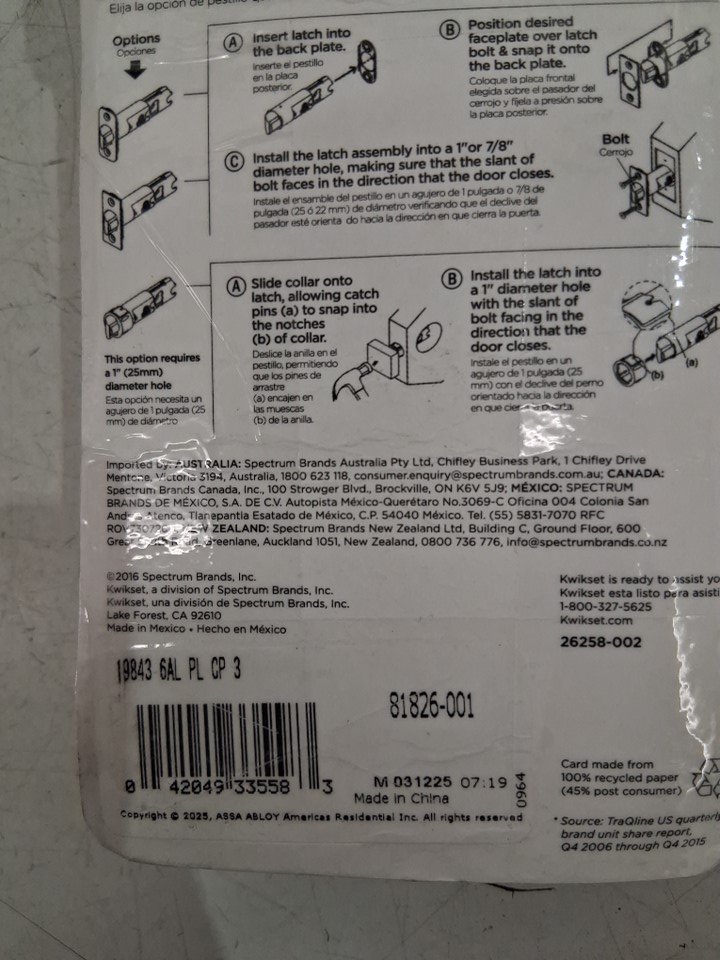 Elija la opción de
Options
Opciones
A Insert latch into
the back plate.
Inserte el pestillo
en la placa
posterior.
B Position desired
faceplate over latch
bolt & snap it onto
the back plate.
Coloque la placa frontal
elegida sobre el pasador del
cerrojo y fíjela a presión sobre
la placa posterior.
C Install the latch assembly into a 1"or 7/8"
diameter hole, making sure that the slant of
bolt faces in the direction that the door closes.
Instale el ensamble del pestillo en un agujero de 1 pulgada o 7/8 de
pulgada (25 ó 22 mm) de diámetro verificando que el declive del
pasador esté orienta do hacia la dirección en que cierra la puerta.
Bolt
Cerrojo
This option requires
a 1" (25mm)
diameter hole
Esta opción necesita un
agujero de 1 pulgada (25
mm) de diámetro
A Slide collar onto
latch, allowing catch
pins (a) to snap into
the notches
(b) of collar.
Deslice la anilla en el
pestillo, permitiendo
que los pines de
arrastre
(a) encajen en
las muescas
(b) de la anilla.
B Install the latch into
a 1" diameter hole
with the slant of
bolt facing in the
direction that the
door closes.
Instale el pestillo en un
agujero de 1 pulgada (25
mm) con el declive del perno
orientado hacia la dirección
en que cierra la puerta.
(a)
(b)
Imported by: AUSTRALIA: Spectrum Brands Australia Pty Ltd, Chifley Business Park, 1 Chifley Drive
Mentone, Victoria 3194, Australia, 1800 623 118, consumer.enquiry@spectrumbrands.com.au; CANADA:
Spectrum Brands Canada, Inc., 100 Strowger Blvd., Brockville, ON K6V 5J9; MÉXICO: SPECTRUM
BRANDS DE MÉXICO, S.A. DE C.V. Autopista México-Querétaro No.3069-C Oficina 004 Colonia San
Atenco, Tlanepantla Esatado de México, C.P. 54040 México. Tel. (55) 5831-7070 RFC
ZEALAND: Spectrum Brands New Zealand Ltd, Building C, Ground Floor, 600
Greenlane, Auckland 1051, New Zealand, 0800 736 776, info@spectrumbrands.co.nz
©2016 Spectrum Brands, Inc.
Kwikset, a division of Spectrum Brands, Inc.
Kwikset, una división de Spectrum Brands, Inc.
Lake Forest, CA 92610
Made in Mexico • Hecho en México
Kwikset is ready to assist yo
Kwikset esta listo para asisti
1-800-327-5625
Kwikset.com
26258-002
19843 6AL PL CP 3
81826-001
0 42049 33558 3
M 031225 07:19
Made in China
0964
Copyright © 2025, ASSA ABLOY Americas Residential Inc. All rights reserved
Card made from
100% recycled paper
(45% post consumer)
* Source: TraQline US quarterly
brand unit share report,
Q4 2006 through Q4 2015